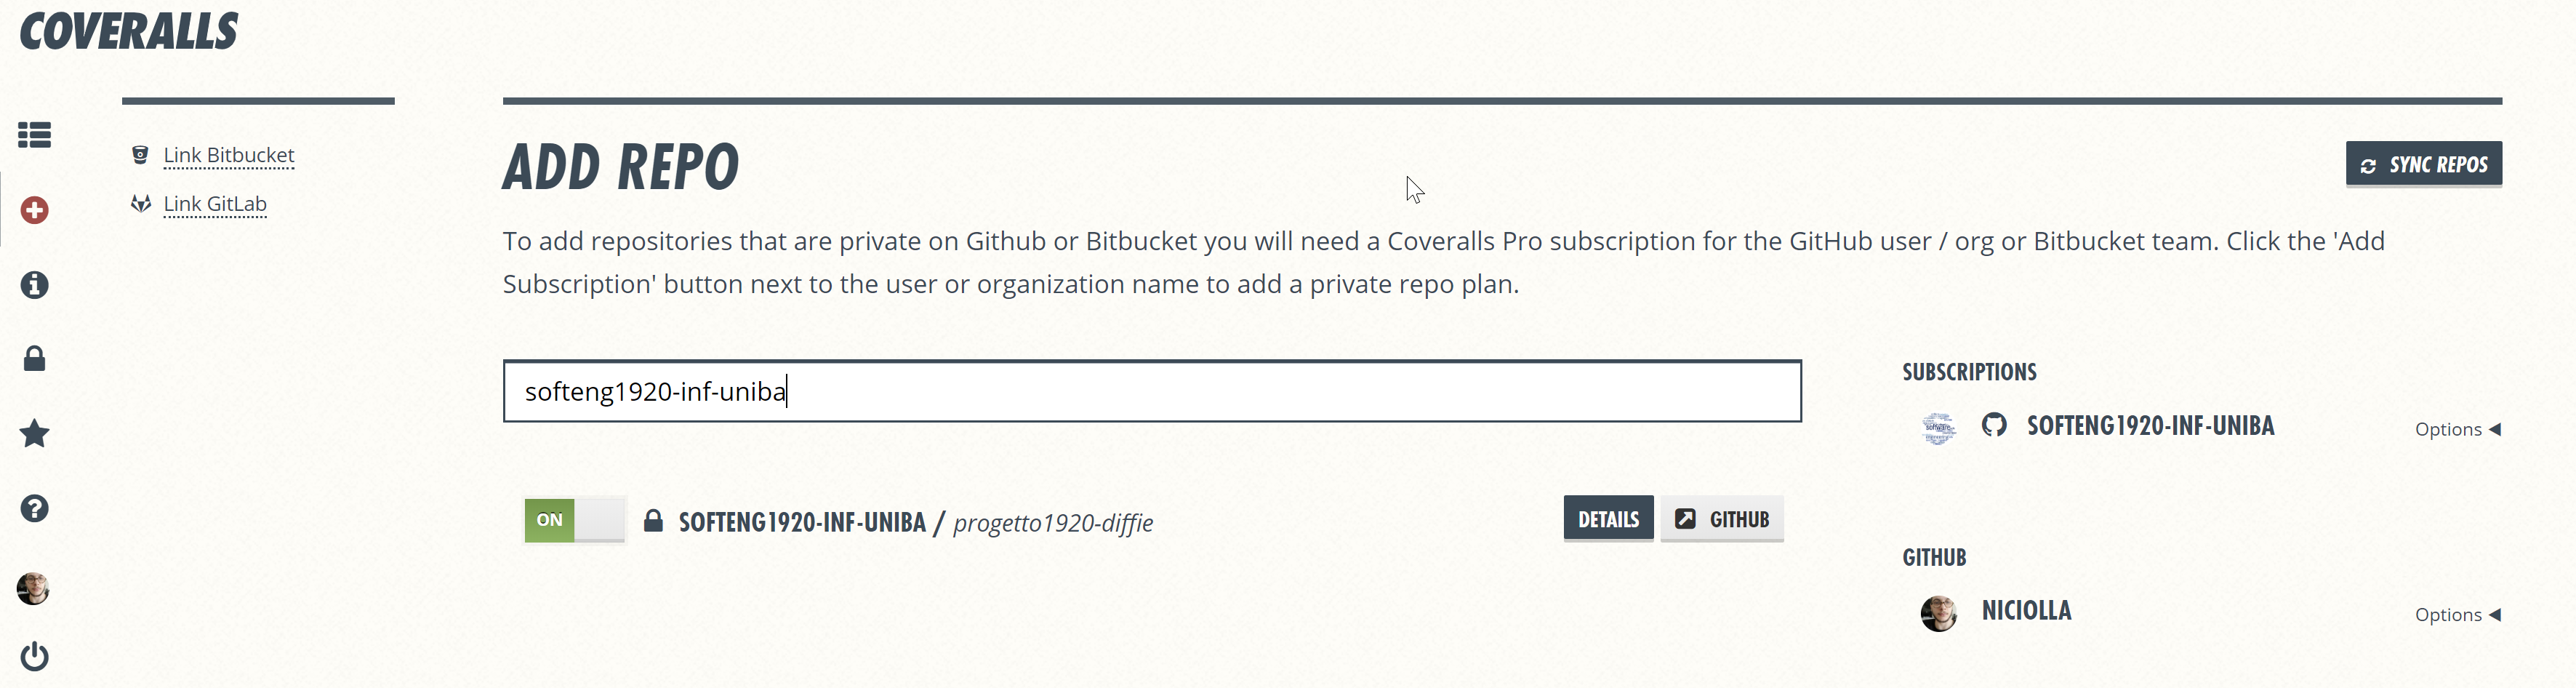 COVERALLS
Link Bitbucket
Link GitLab
ADD REPO
SYNC REPOS
To add repositories that are private on Github or Bitbucket you will need a Coveralls Pro subscription for the GitHub user / org or Bitbucket team. Click the 'Add
Subscription' button next to the user or organization name to add a private repo plan.
softeng1920-inf-uniba
ON
SOFTENG1920-INF-UNIBA / progetto1920-diffie
DETAILS
GITHUB
SUBSCRIPTIONS
SOFTENG1920-INF-UNIBA
Options
GITHUB
NICIOLLA
Options